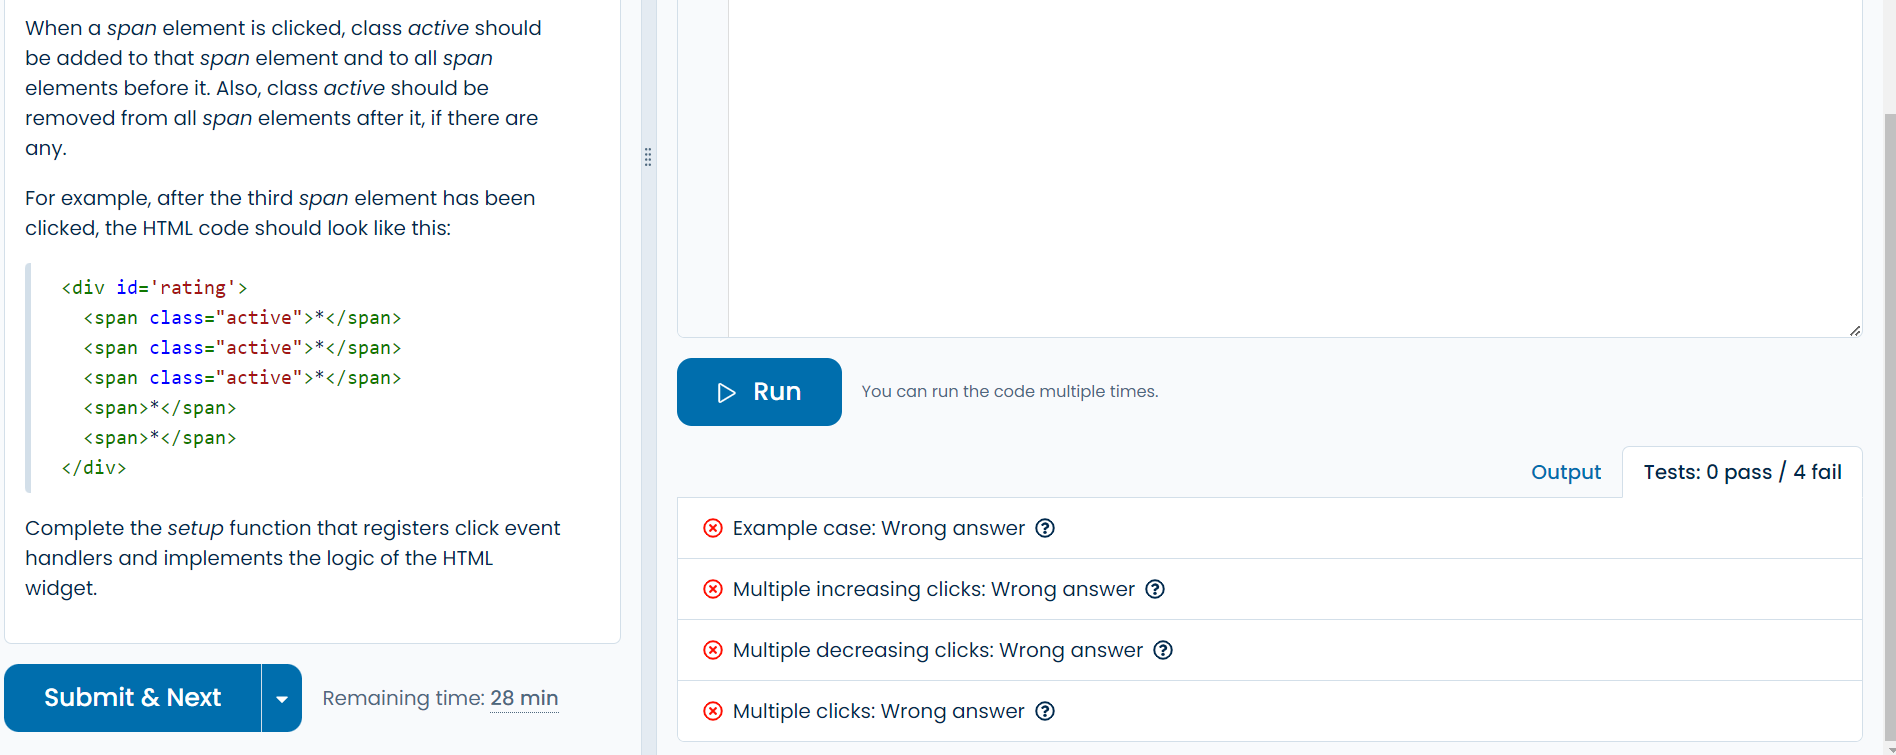 When a span element is clicked, class active should
be added to that span element and to all span
elements before it. Also, class active should be
removed from all span elements after it, if there are
any.
For example, after the third span element has been
clicked, the HTML code should look like this:
<div id='rating'>
<span class="active">*</span>
<span class="active">*</span>
<span class="active">*</span>
<span>*</span>
<span>*</span>
</div>
Complete the setup function that registers click event
handlers and implements the logic of the HTML
widget.
Submit & Next
Remaining time: 28 min
Run
You can run the code multiple times.
Output
Tests: 0 pass / 4 fail
Example case: Wrong answer
Multiple increasing clicks: Wrong answer
Multiple decreasing clicks: Wrong answer
Multiple clicks: Wrong answer